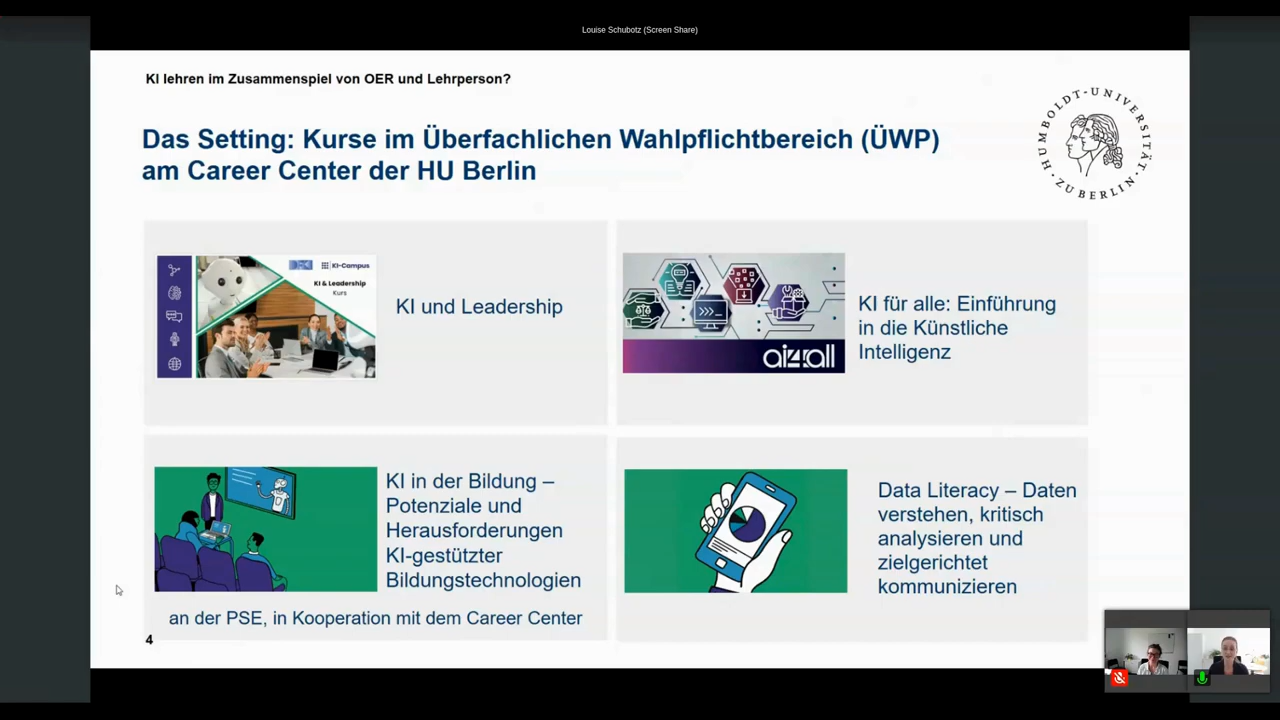 Louise Schubotz (Screen Share)
KI lehren im Zusammenspiel von OER und Lehrperson?
HUMBOLDT-UNIVERSITÄT · ZU BERLIN ·
Das Setting: Kurse im Überfachlichen Wahlpflichtbereich (ÜWP)
am Career Center der HU Berlin
KI-Campus
KI & Leadership
Kurs
KI und Leadership
ai4all
KI für alle: Einführung
in die Künstliche
Intelligenz
KI in der Bildung –
Potenziale und
Herausforderungen
KI-gestützter
Bildungstechnologien
an der PSE, in Kooperation mit dem Career Center
Data Literacy – Daten
verstehen, kritisch
analysieren und
zielgerichtet
kommunizieren
4